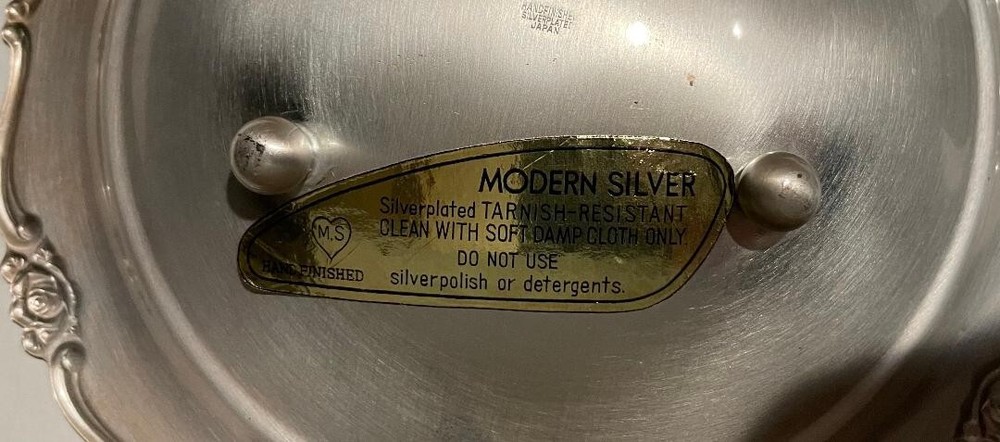 HANDFINISHED
SILVERPLATED
JAPAN
MODERN SILVER
Silverplated TARNISH-RESISTANT
CLEAN WITH SOFT DAMP CLOTH ONLY.
DO NOT USE
silverpolish or detergents.
M.S
HAND FINISHED